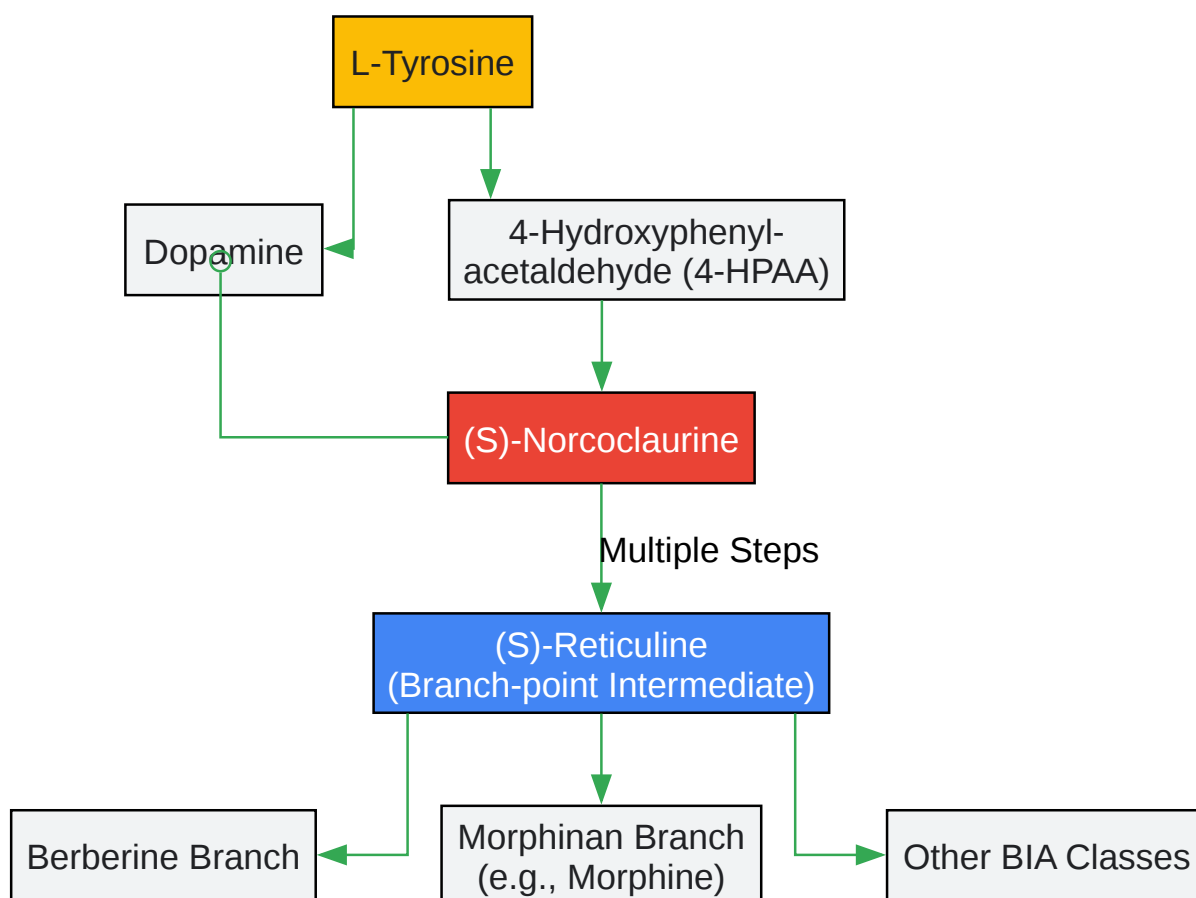 L-Tyrosine
Dopamine
4-Hydroxyphenyl-
acetaldehyde (4-HPAA)
(S)-Norcoclaurine
Multiple Steps
(S)-Reticuline
(Branch-point Intermediate)
Berberine Branch
Morphinan Branch
(e.g., Morphine)
Other BIA Classes